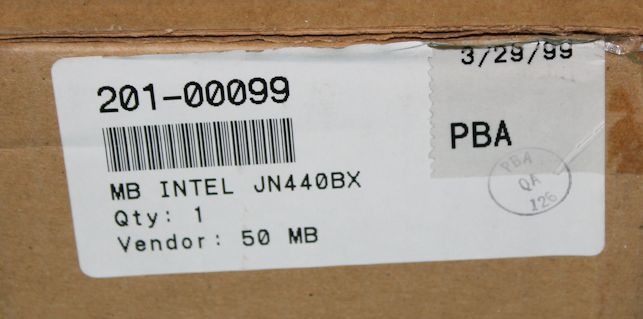 201-00099
MB INTEL JN440BX
Qty: 1
Vendor: 50 MB
3/29/99
PBA
PBA
QA
126